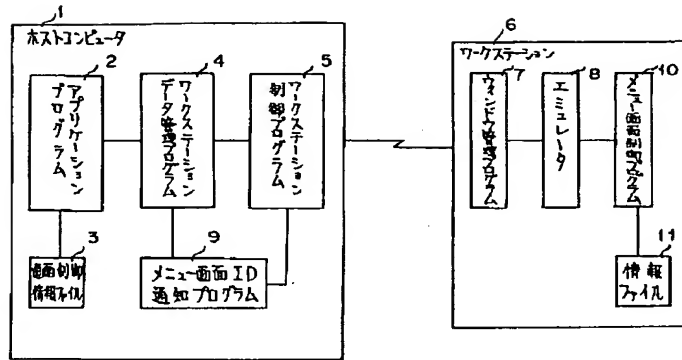 1
ホストコンピュータ
2
アプリケーション
プログラム
4
ワークステーション
データ管理プログラム
5
ワークステーション
制御プログラム
3
画面制御
情報ファイル
9
メニュー画面ID
通知プログラム
6
ワークステーション
7
ウィンドウ管理プログラム
8
エミュレータ
10
メニュー画面制御プログラム
11
情報
ファイル